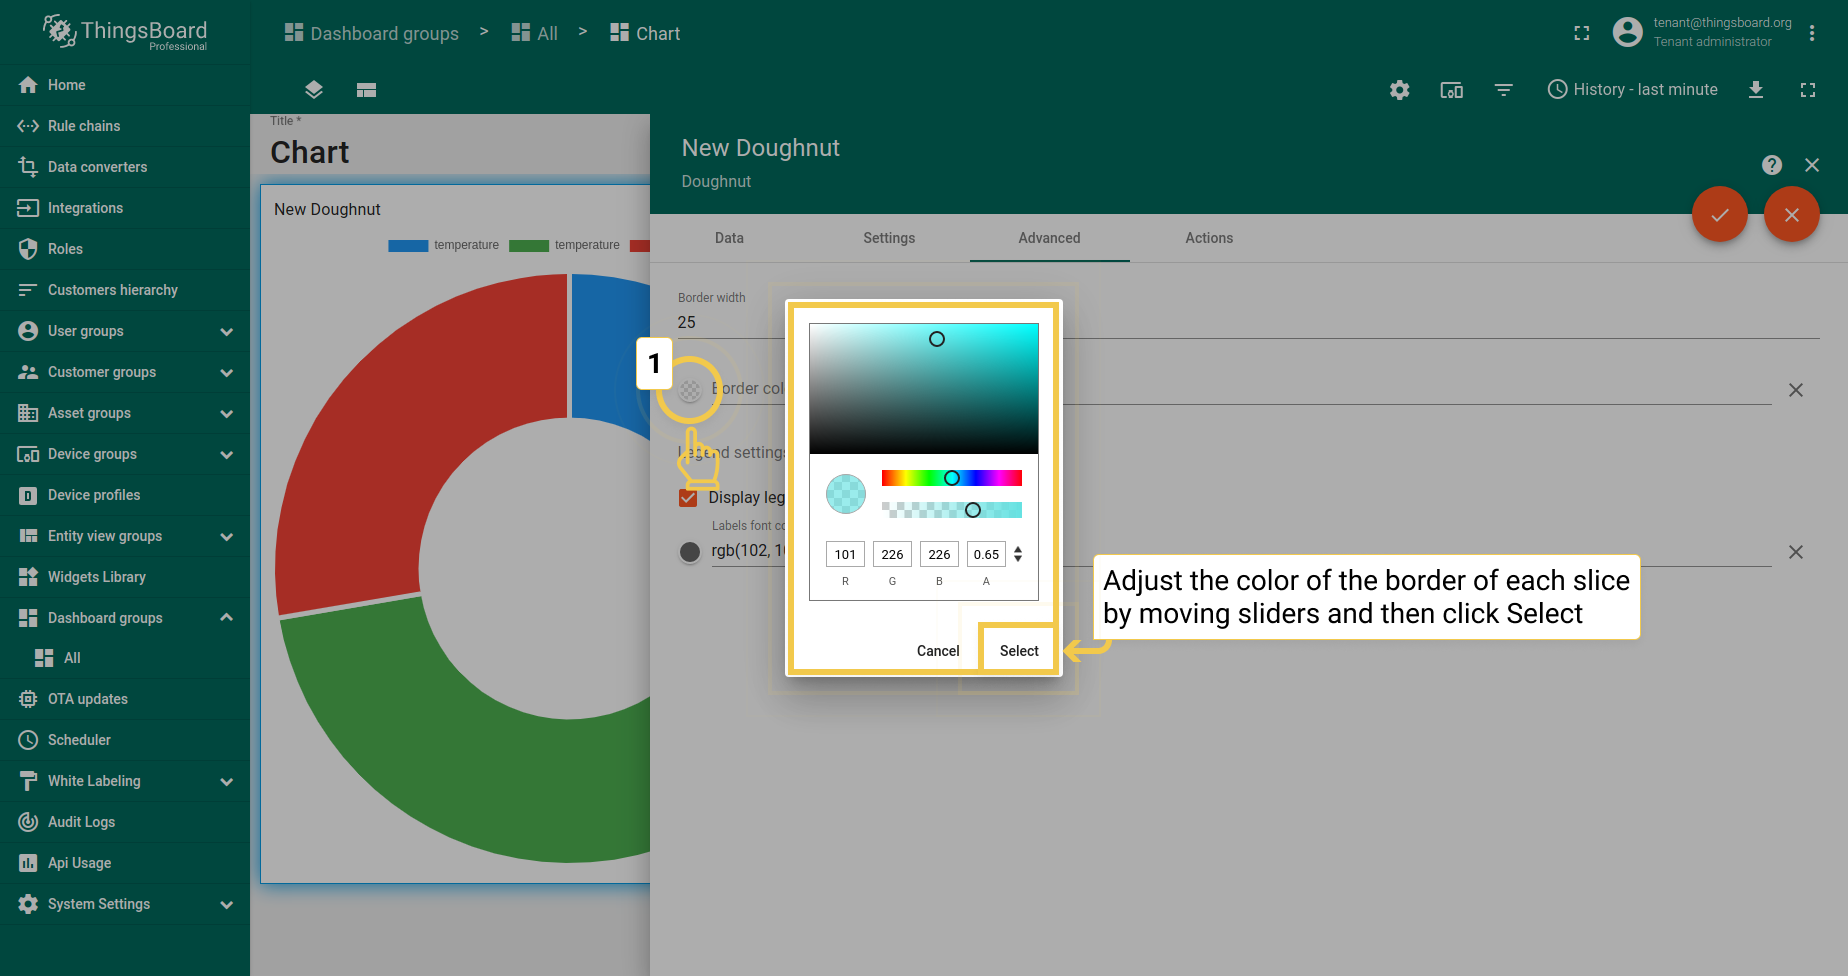 ThingsBoard
Professional
Dashboard groups > All > Chart
tenant@thingsboard.org
Tenant administrator
History - last minute
Home
Rule chains
Data converters
Integrations
Roles
Customers hierarchy
User groups
Customer groups
Asset groups
Device groups
Device profiles
Entity view groups
Widgets Library
Dashboard groups
All
OTA updates
Scheduler
White Labeling
Audit Logs
Api Usage
System Settings
Title *
Chart
New Doughnut
temperature temperature
New Doughnut
Doughnut
Data Settings Advanced Actions
Border width
25
1
Border col
Legend settings
Display leg
Labels font co
rgb(102, 10
101 226 226 0.65
R G B A
Cancel Select
Adjust the color of the border of each slice
by moving sliders and then click Select